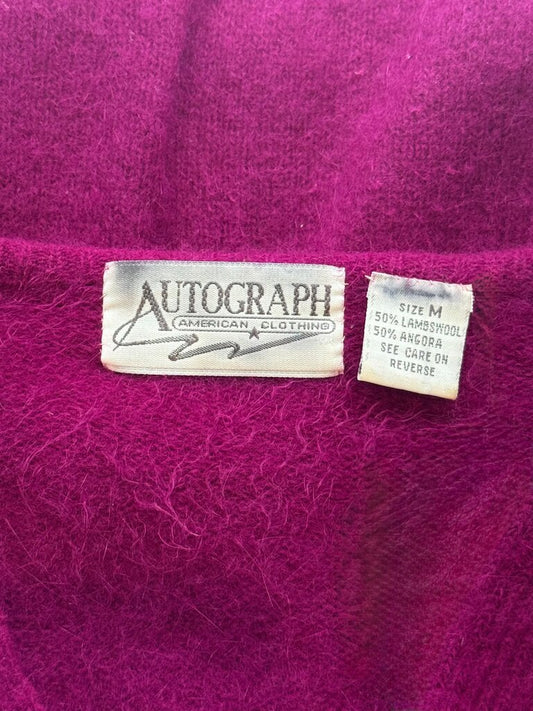 AUTOGRAPH
AMERICAN CLOTHING
SIZE M
50% LAMBSWOOL
50% ANGORA
SEE CARE ON
REVERSE